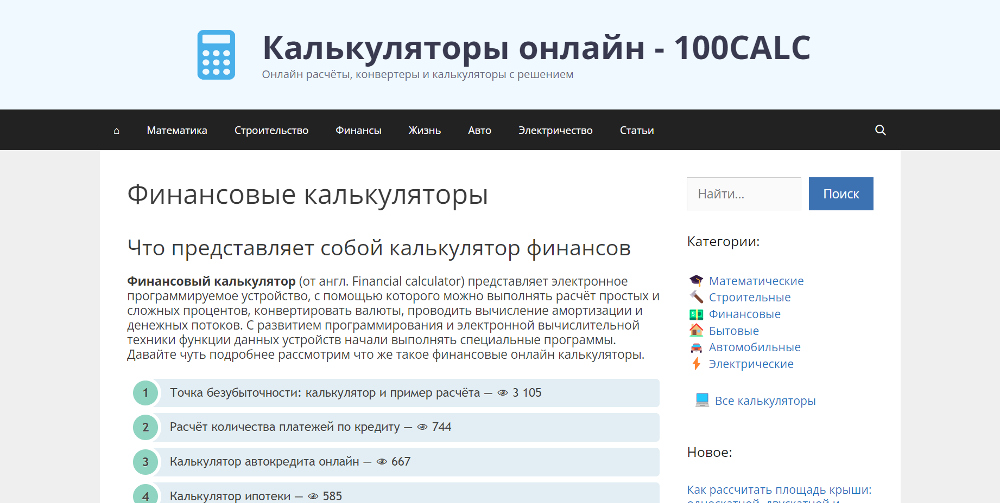 Калькуляторы онлайн - 100CALC
Онлайн расчёты, конвертеры и калькуляторы с решением
Математика Строительство Финансы Жизнь Авто Электричество Статьи
Финансовые калькуляторы
Что представляет собой калькулятор финансов
Финансовый калькулятор (от англ. Financial calculator) представляет электронное
программируемое устройство, с помощью которого можно выполнять расчёт простых и
сложных процентов, конвертировать валюты, проводить вычисление амортизации и
денежных потоков. С развитием программирования и электронной вычислительной
техники функции данных устройств начали выполнять специальные программы.
Давайте чуть подробнее рассмотрим что же такое финансовые онлайн калькуляторы.
1 Точка безубыточности: калькулятор и пример расчёта — 👁 3 105
2 Расчёт количества платежей по кредиту — 👁 744
3 Калькулятор автокредита онлайн — 👁 667
4 Калькулятор ипотеки — 👁 585
Найти... Поиск
Категории:
Математические
Строительные
Финансовые
Бытовые
Автомобильные
Электрические
Все калькуляторы
Новое:
Как рассчитать площадь крыши:
односкатной, двускатной и